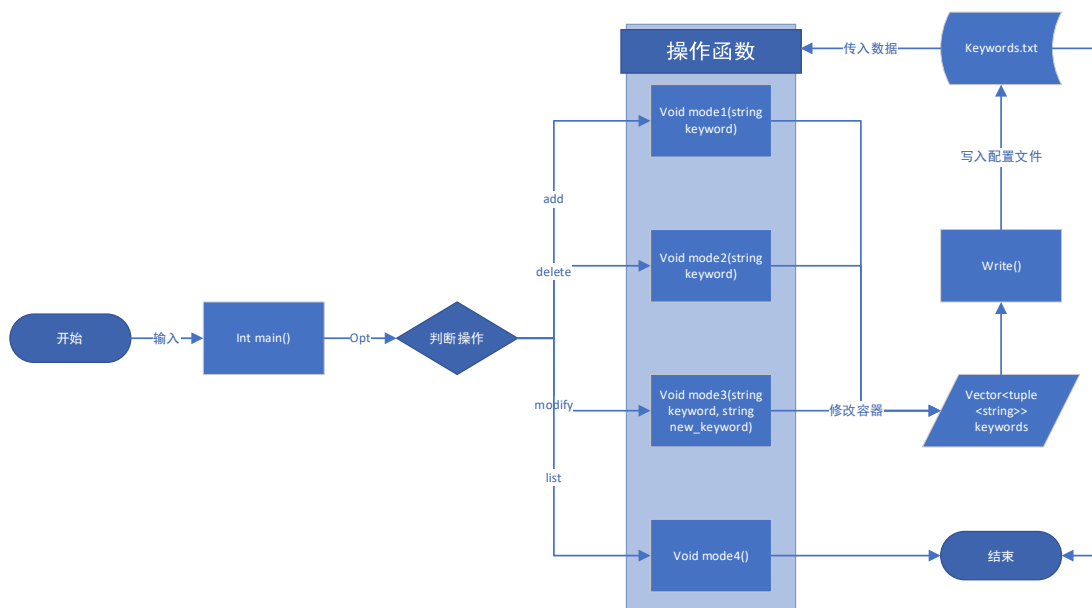 操作函数
传入数据
Keywords.txt
Void mode1(string
keyword)
写入配置文件
add
Void mode2(string
keyword)
Write()
delete
开始
输入
Int main()
Opt
判断操作
modify
Void mode3(string
keyword, string
new_keyword)
修改容器
Vector<tuple
<string>>
keywords
list
Void mode4()
结束